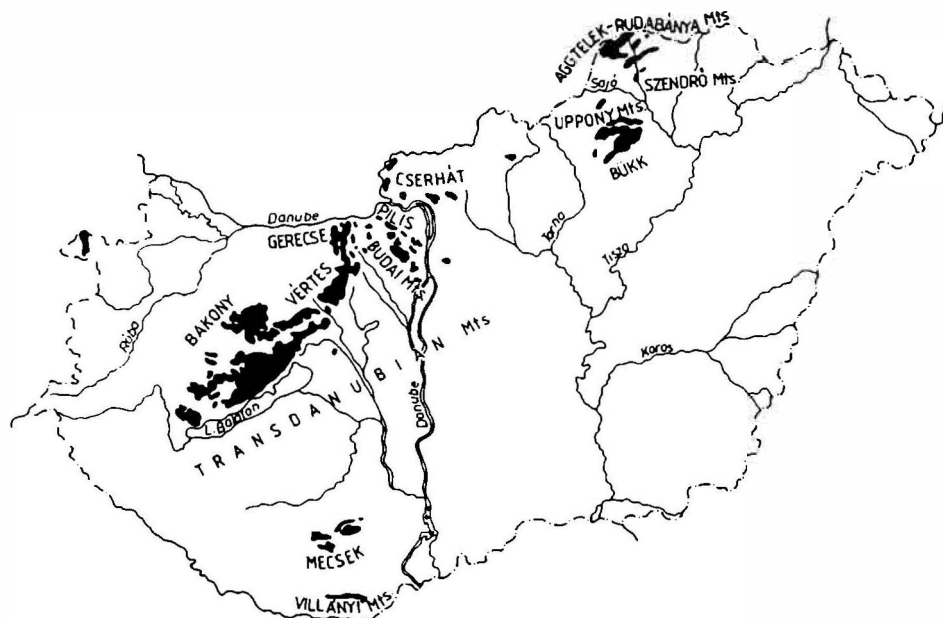 AGGTELEK-RUDABÁNYA Mts
Sajó
SZENDRŐ Mts.
UPPONY Mts.
BÜKK
CSERHÁT
Danube
PILIS
GERECSE
BUDAI Mts
Tarna
Tisza
VÉRTES
BAKONY
Rába
Körös
L. Balaton
TRANSDANUBIAN Mts
Danube
MECSEK
VILLÁNYI Mts.